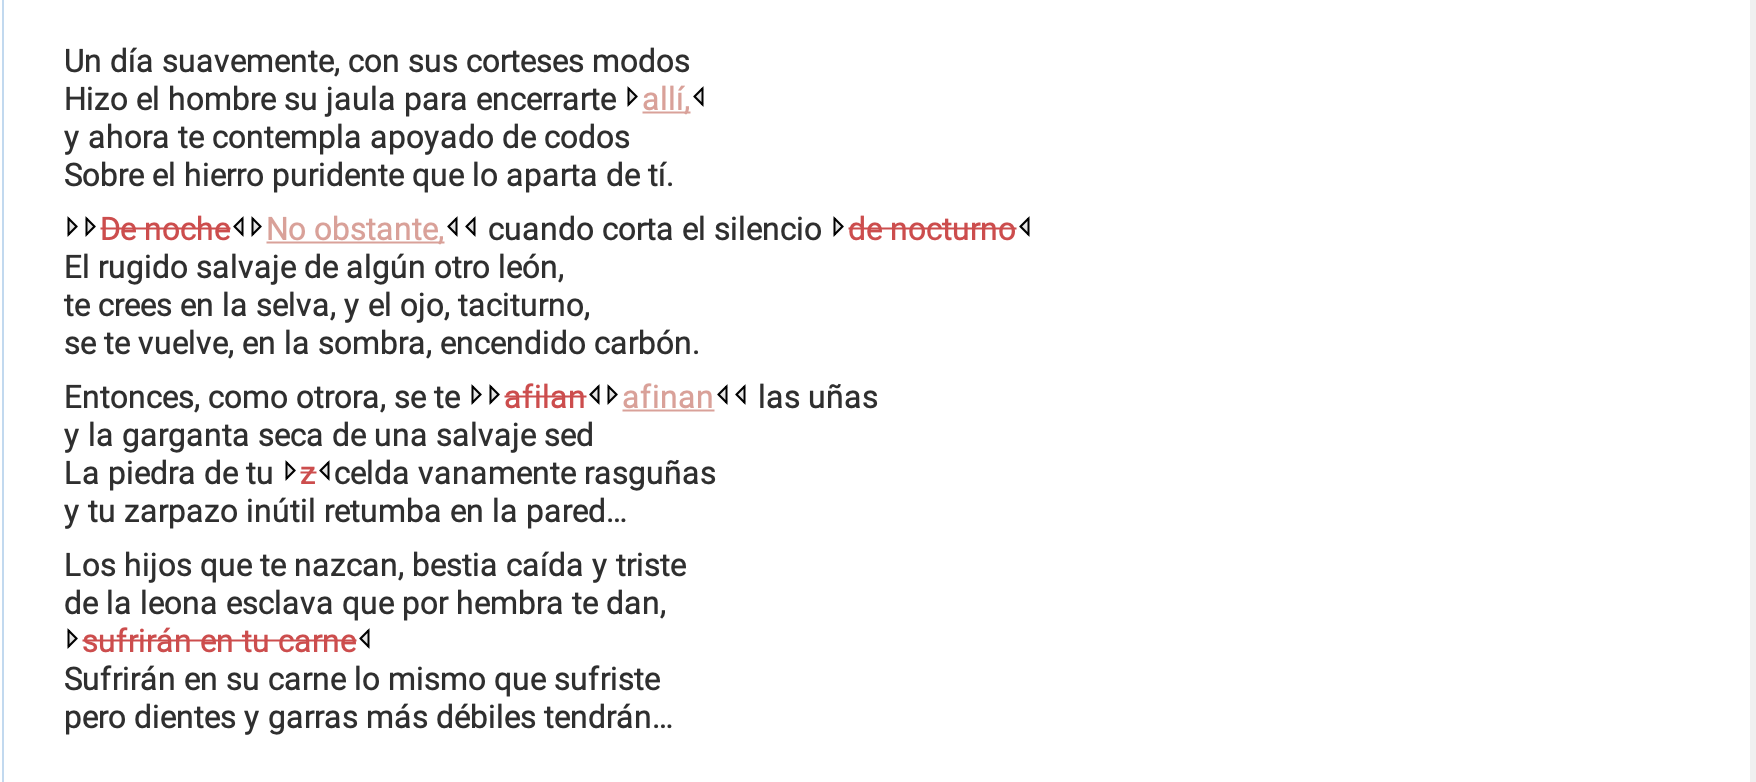 Un día suavemente, con sus corteses modos
Hizo el hombre su jaula para encerrarte allí,
y ahora te contempla apoyado de codos
Sobre el hierro puridente que lo aparta de tí.
De noche No obstante, cuando corta el silencio de nocturno
El rugido salvaje de algún otro león,
te crees en la selva, y el ojo, taciturno,
se te vuelve, en la sombra, encendido carbón.
Entonces, como otrora, se te afilan afinan las uñas
y la garganta seca de una salvaje sed
La piedra de tu z celda vanamente rasguñas
y tu zarpazo inútil retumba en la pared…
Los hijos que te nazcan, bestia caída y triste
de la leona esclava que por hembra te dan,
sufrirán en tu carne
Sufrirán en su carne lo mismo que sufriste
pero dientes y garras más débiles tendrán…